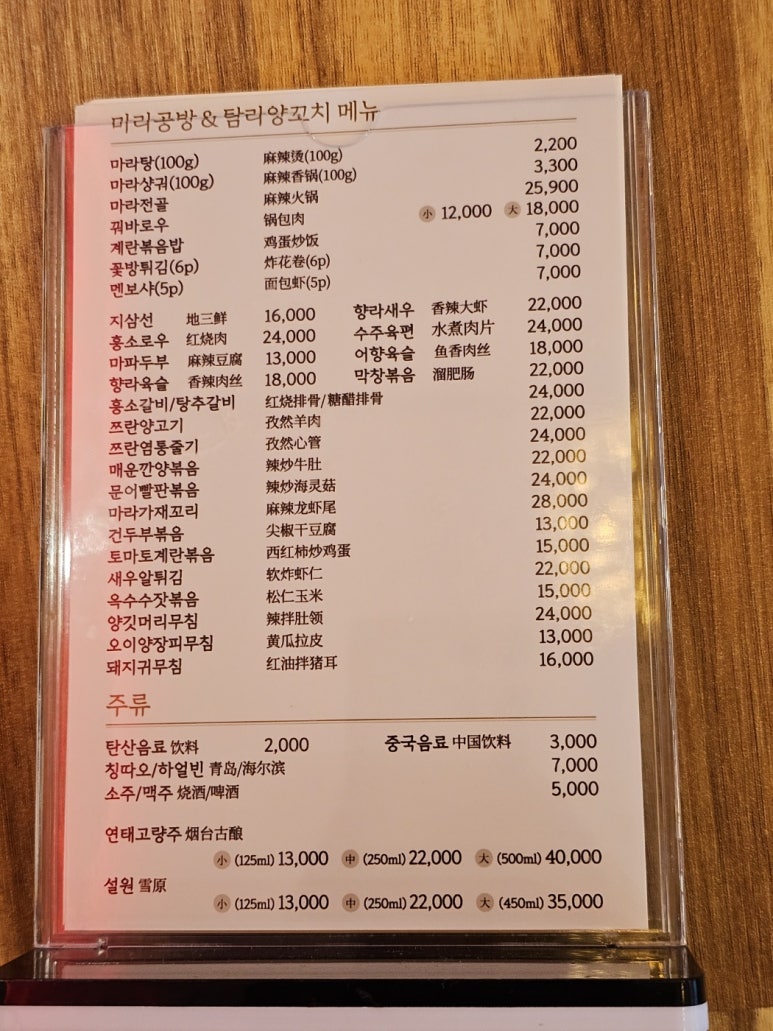 마라공방 & 탐라양꼬치 메뉴
마라탕(100g) 麻辣烫(100g) 2,200
마라샹궈(100g) 麻辣香锅(100g) 3,300
마라전골 麻辣火锅 25,900
꿔바로우 锅包肉 小 12,000 大 18,000
계란볶음밥 鸡蛋炒饭 7,000
꽃방튀김(6p) 炸花卷(6p) 7,000
멘보샤(5p) 面包虾(5p) 7,000
지삼선 地三鲜 16,000 향라새우 香辣大虾 22,000
홍소로우 红烧肉 24,000 수주육편 水煮肉片 24,000
마파두부 麻辣豆腐 13,000 어향육슬 鱼香肉丝 18,000
향라육슬 香辣肉丝 18,000 막창볶음 溜肥肠 22,000
홍소갈비/탕추갈비 红烧排骨/糖醋排骨 24,000
쯔란양고기 孜然羊肉 22,000
쯔란염통줄기 孜然心管 24,000
매운깐양볶음 辣炒牛肚 22,000
문어빨판볶음 辣炒海灵菇 24,000
마라가재꼬리 麻辣龙虾尾 28,000
건두부볶음 尖椒干豆腐 13,000
토마토계란볶음 西红柿炒鸡蛋 15,000
새우알튀김 软炸虾仁 22,000
옥수수잣볶음 松仁玉米 15,000
양깃머리무침 辣拌肚领 24,000
오이양장피무침 黄瓜拉皮 13,000
돼지귀무침 红油拌猪耳 16,000
주류
탄산음료 饮料 2,000 중국음료 中国饮料 3,000
칭따오/하얼빈 青岛/海尔滨 7,000
소주/맥주 烧酒/啤酒 5,000
연태고량주 烟台古酿
小 (125ml) 13,000 中 (250ml) 22,000 大 (500ml) 40,000
설원 雪原
小 (125ml) 13,000 中 (250ml) 22,000 大 (450ml) 35,000